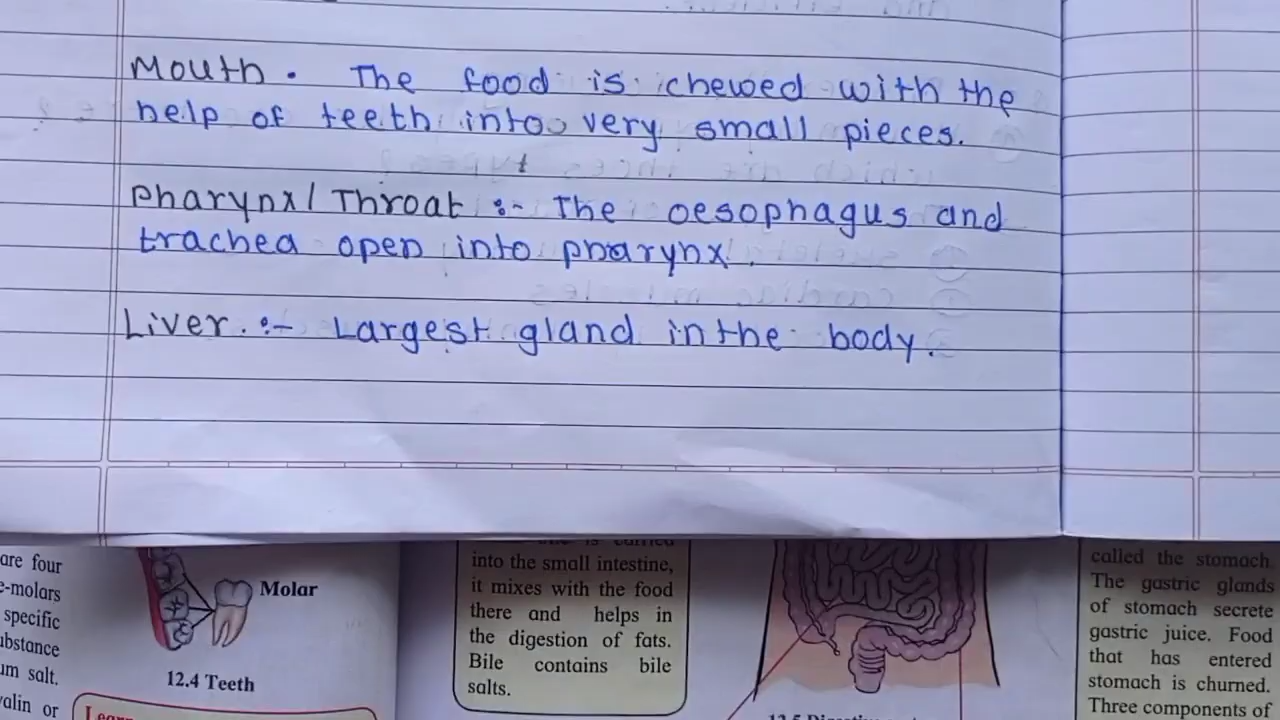 Mouth. The food is chewed with the
help of teeth into very small pieces.
Pharynx/Throat :- The oesophagus and
trachea open into pharynx.
Liver. :- Largest gland in the body.
are four
e-molars
specific
ubstance
um salt.
valin or
Molar
12.4 Teeth
into the small intestine,
it mixes with the food
there and helps in
the digestion of fats.
Bile contains bile
salts.
called the stomach.
The gastric glands
of stomach secrete
gastric juice. Food
that has entered
stomach is churned.
Three components of